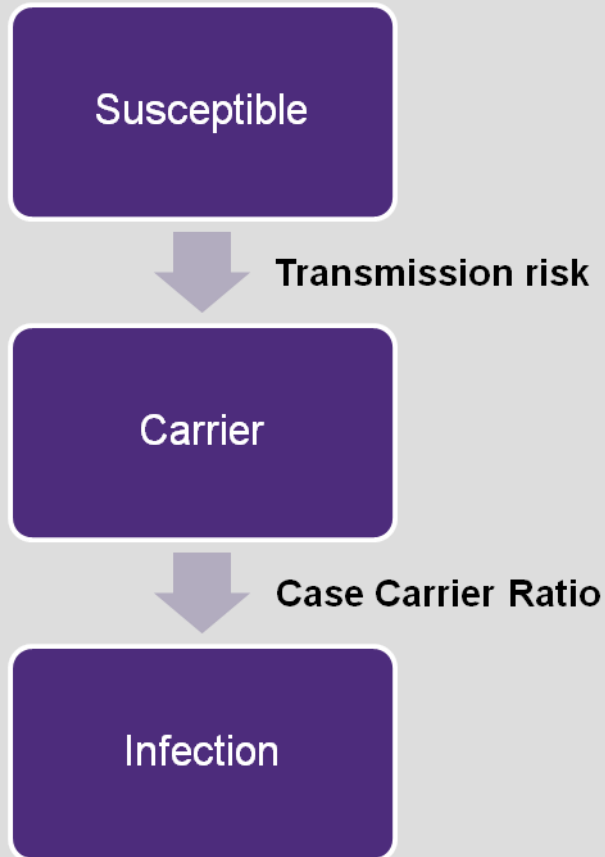 Susceptible
Transmission risk
Carrier
Case Carrier Ratio
Infection